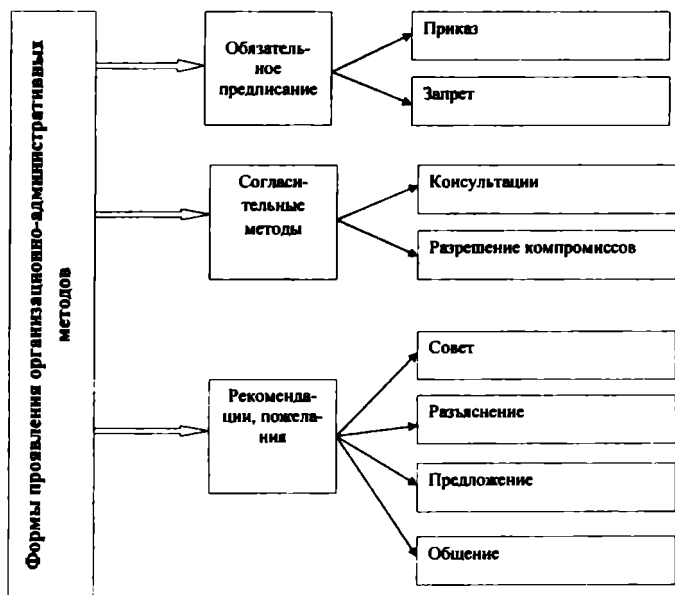 Формы проявления организационно-административных
методов
Обязатель-
ное
предписание
Приказ
Запрет
Согласи-
тельные
методы
Консультации
Разрешение компромиссов
Рекоменда-
ции, пожела-
ния
Совет
Разъяснение
Предложение
Общение